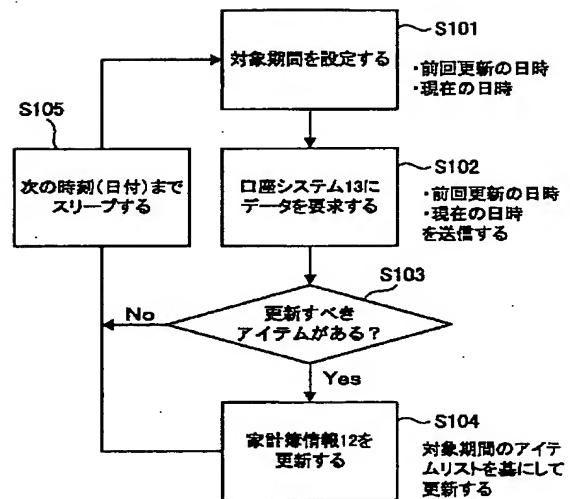 S101
対象期間を設定する
・前回更新の日時
・現在の日時
S105
次の時刻(日付)まで
スリープする
S102
口座システム13に
データを要求する
・前回更新の日時
・現在の日時
を送信する
S103
更新すべき
アイテムがある?
No
Yes
S104
家計簿情報12を
更新する
対象期間のアイテ
ムリストを基にして
更新する